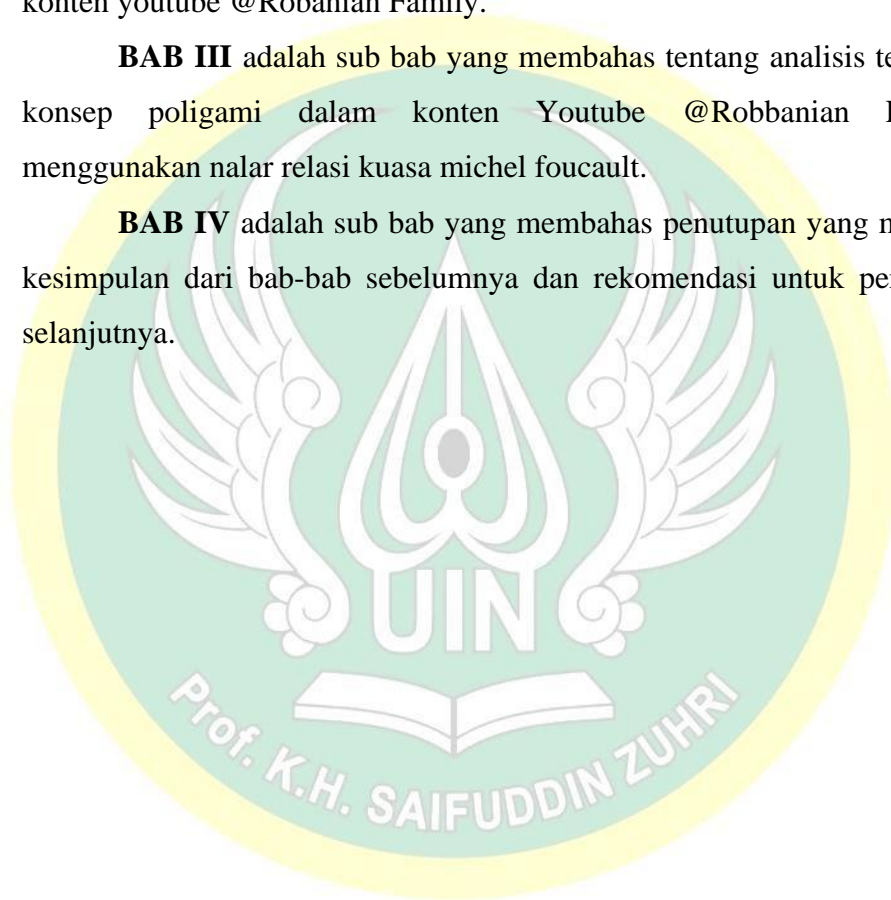 konten youtube @Robanian Family.
BAB III adalah sub bab yang membahas tentang analisis
konsep poligami dalam konten Youtube @Robbanian
menggunakan nalar relasi kuasa michel foucault.
BAB IV adalah sub bab yang membahas penutupan yang
kesimpulan dari bab-bab sebelumnya dan rekomendasi untuk
selanjutnya.
UIN
Prof. K.H. SAIFUDDIN ZUHRI